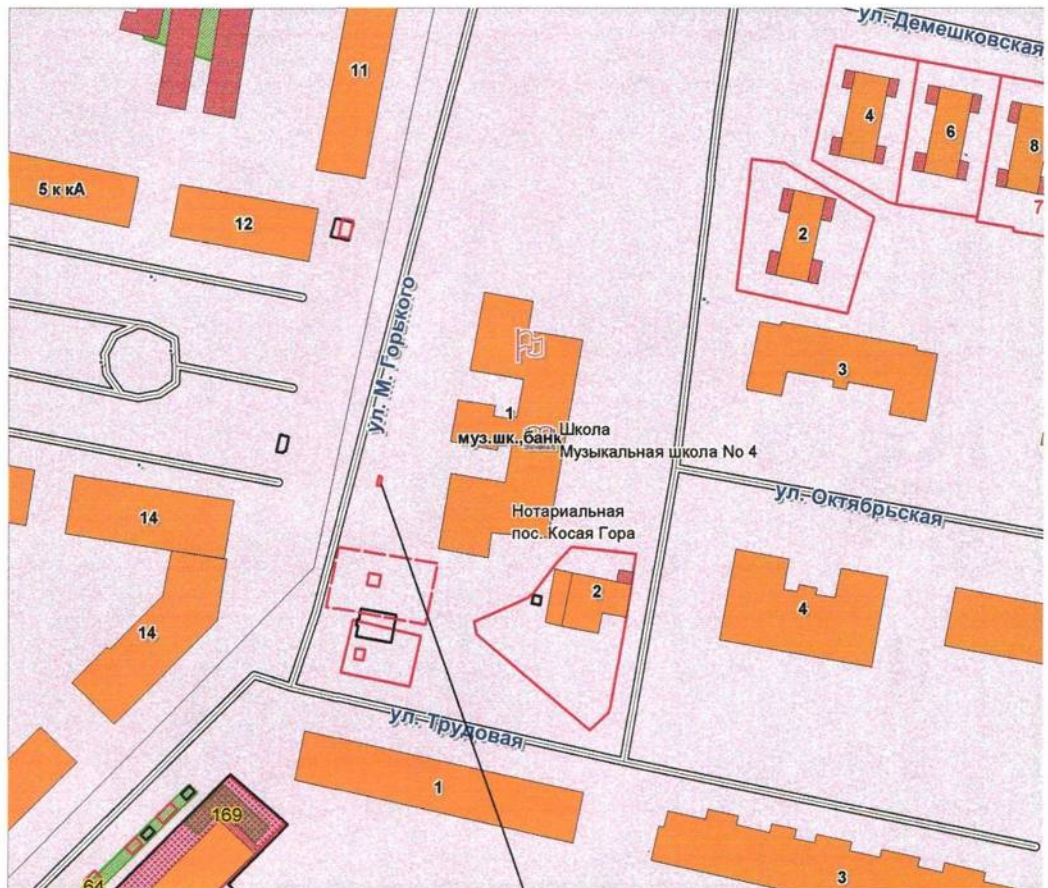 ул. Демешковская
11
4
6
8
5 к кА
12
7
2
ул. М. Горького
3
1
муз.шк.,банк
Школа
Музыкальная школа No 4
14
ул. Октябрьская
Нотариальная
пос. Косая Гора
2
4
14
ул. Трудовая
1
169
64
3